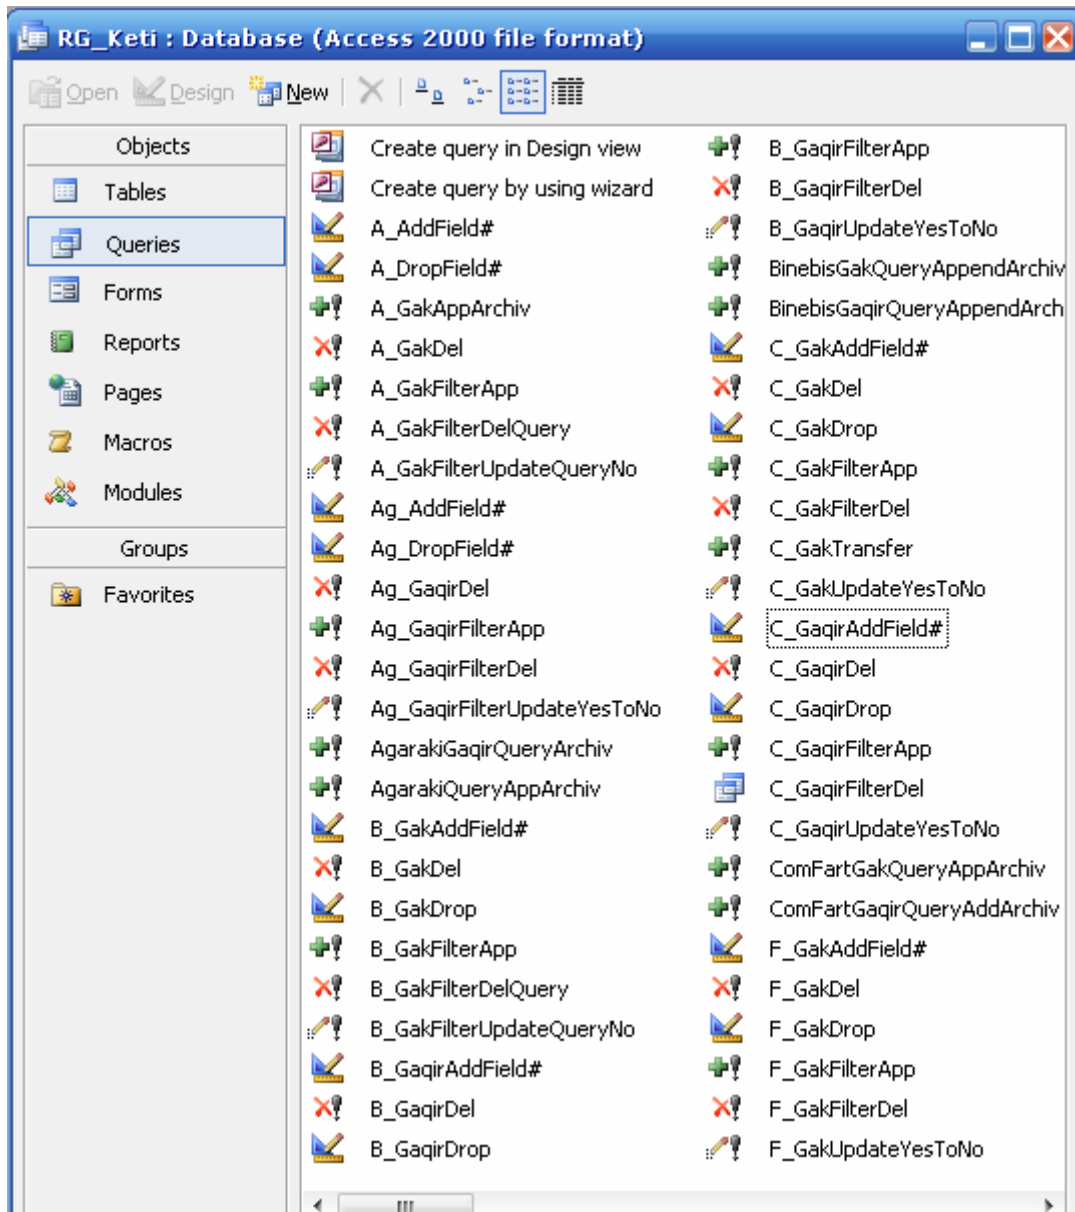 RG_Keti : Database (Access 2000 file format)
Open Design New
Objects
Tables
Queries
Forms
Reports
Pages
Macros
Modules
Groups
Favorites
Create query in Design view
Create query by using wizard
A_AddField#
A_DropField#
A_GakAppArchiv
A_GakDel
A_GakFilterApp
A_GakFilterDelQuery
A_GakFilterUpdateQueryNo
Ag_AddField#
Ag_DropField#
Ag_GaqirDel
Ag_GaqirFilterApp
Ag_GaqirFilterDel
Ag_GaqirFilterUpdateYesToNo
AgarakiGaqirQueryArchiv
AgarakiQueryAppArchiv
B_GakAddField#
B_GakDel
B_GakDrop
B_GakFilterApp
B_GakFilterDelQuery
B_GakFilterUpdateQueryNo
B_GaqirAddField#
B_GaqirDel
B_GaqirDrop
B_GaqirFilterApp
B_GaqirFilterDel
B_GaqirUpdateYesToNo
BinebisGakQueryAppendArchiv
BinebisGaqirQueryAppendArch
C_GakAddField#
C_GakDel
C_GakDrop
C_GakFilterApp
C_GakFilterDel
C_GakTransfer
C_GakUpdateYesToNo
C_GaqirAddField#
C_GaqirDel
C_GaqirDrop
C_GaqirFilterApp
C_GaqirFilterDel
C_GaqirUpdateYesToNo
ComFartGakQueryAppArchiv
ComFartGaqirQueryAddArchiv
F_GakAddField#
F_GakDel
F_GakDrop
F_GakFilterApp
F_GakFilterDel
F_GakUpdateYesToNo